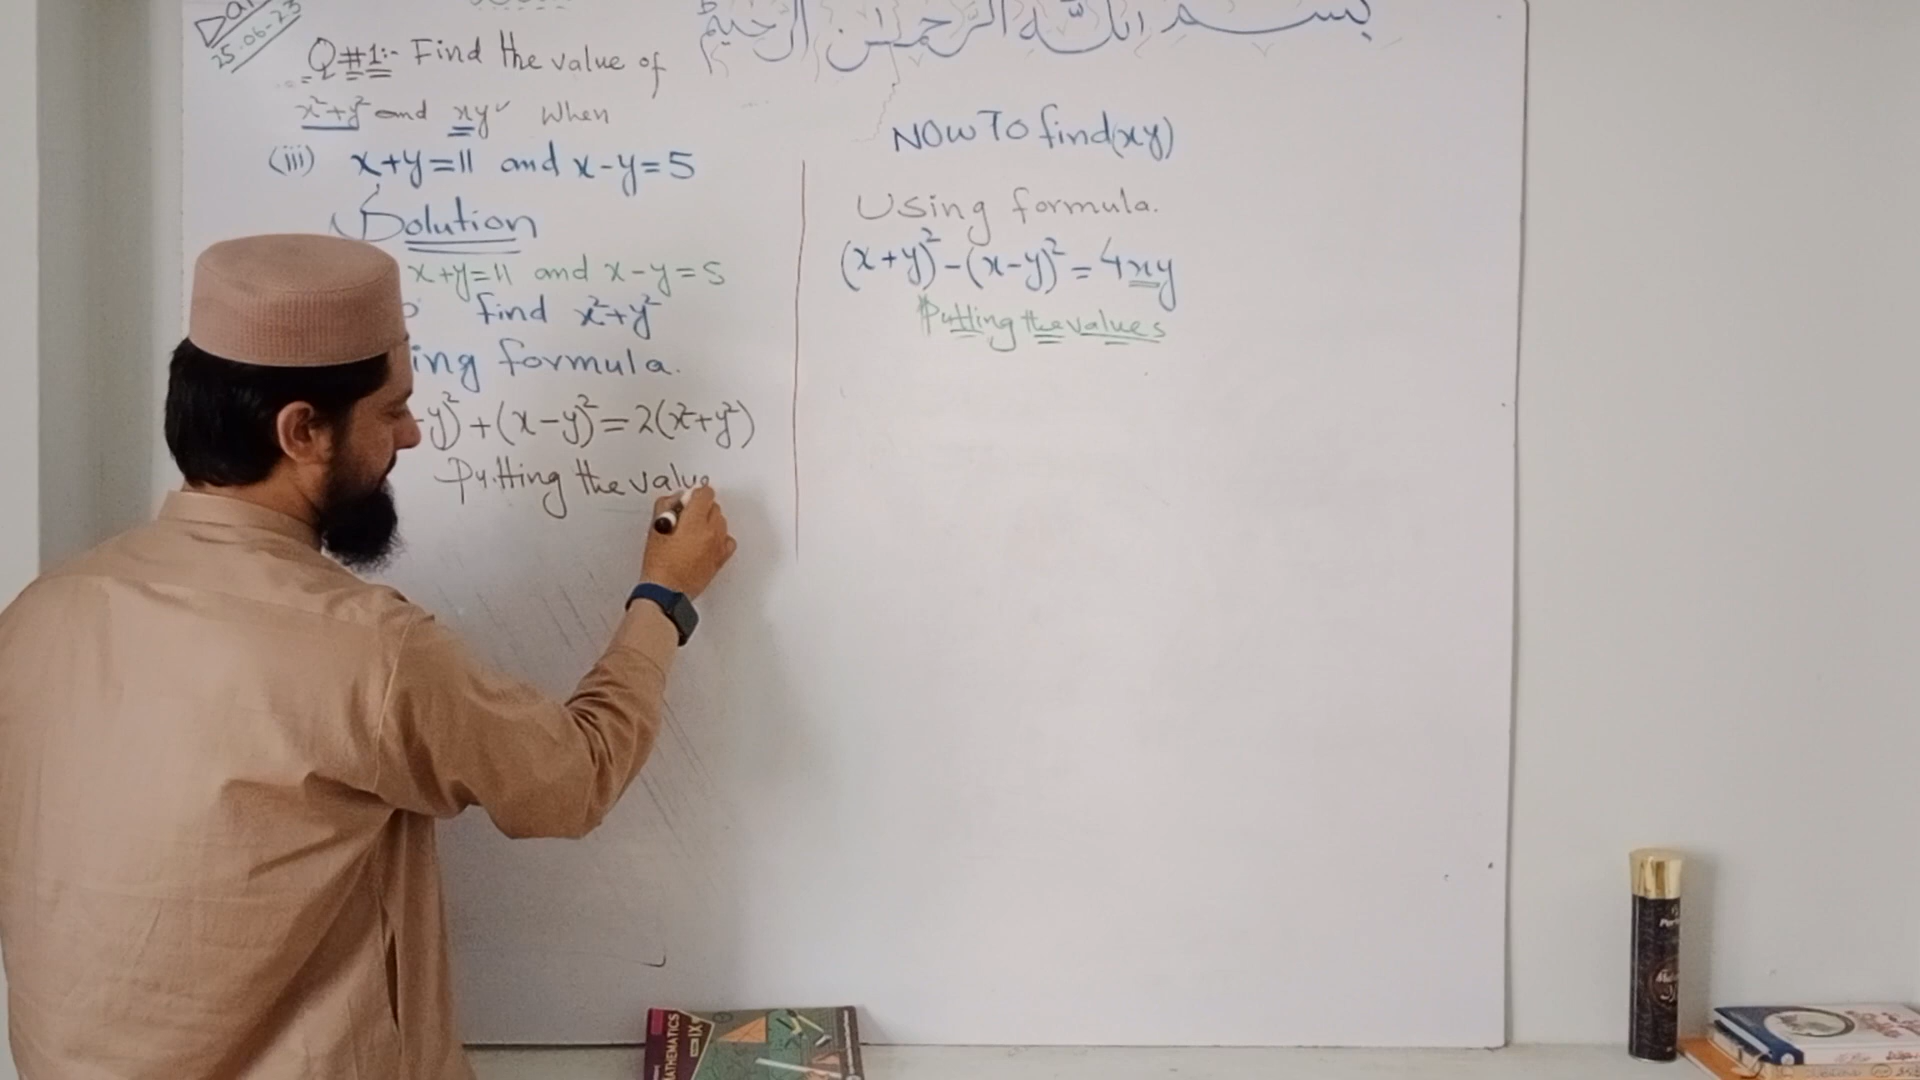 25.06-23
بسم الله الرحمن الرحيم
Q#1:- Find the value of
x²+y² and xy when
(iii) x+y=11 and x-y=5
Solution
x+y=11 and x-y=5
find x²+y²
ing formula.
y)²+(x-y)²=2(x²+y²)
Putting the value
NOW To find(xy)
Using formula.
(x+y)²-(x-y)²=4xy
Putting the values
MATHEMATICS
IX